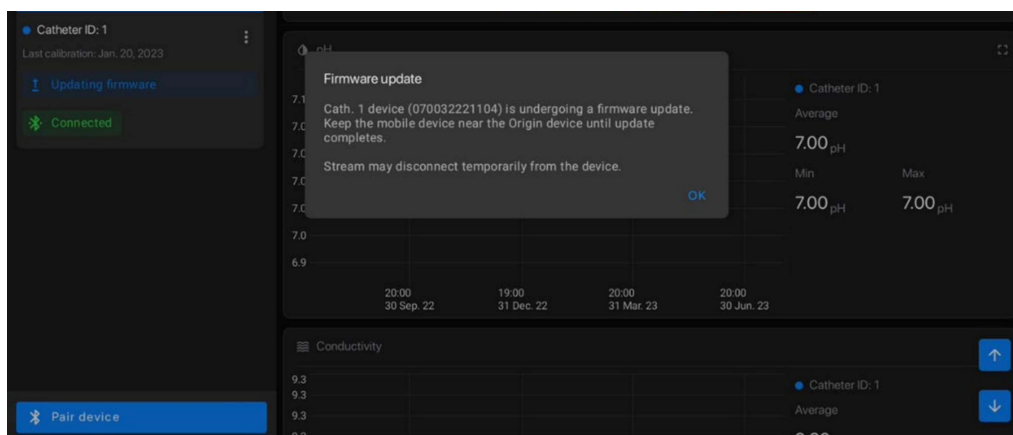 Catheter ID: 1
Last calibration: Jan. 20, 2023
Updating firmware
Connected
Pair device
pH
Firmware update
Cath. 1 device (070032221104) is undergoing a firmware update.
Keep the mobile device near the Origin device until update
completes.
Stream may disconnect temporarily from the device.
OK
7.1
7.0
7.0
7.0
7.0
7.0
6.9
20:00
30 Sep. 22
19:00
31 Dec. 22
20:00
31 Mar. 23
20:00
30 Jun. 23
Catheter ID: 1
Average
7.00 pH
Min Max
7.00 pH 7.00 pH
Conductivity
9.3
9.3
9.3
Catheter ID: 1
Average